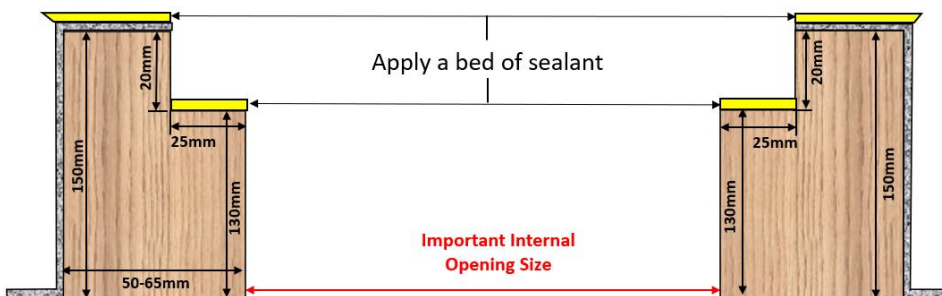 Apply a bed of sealant
20mm
20mm
25mm
25mm
150mm
130mm
130mm
150mm
Important Internal
Opening Size
50-65mm